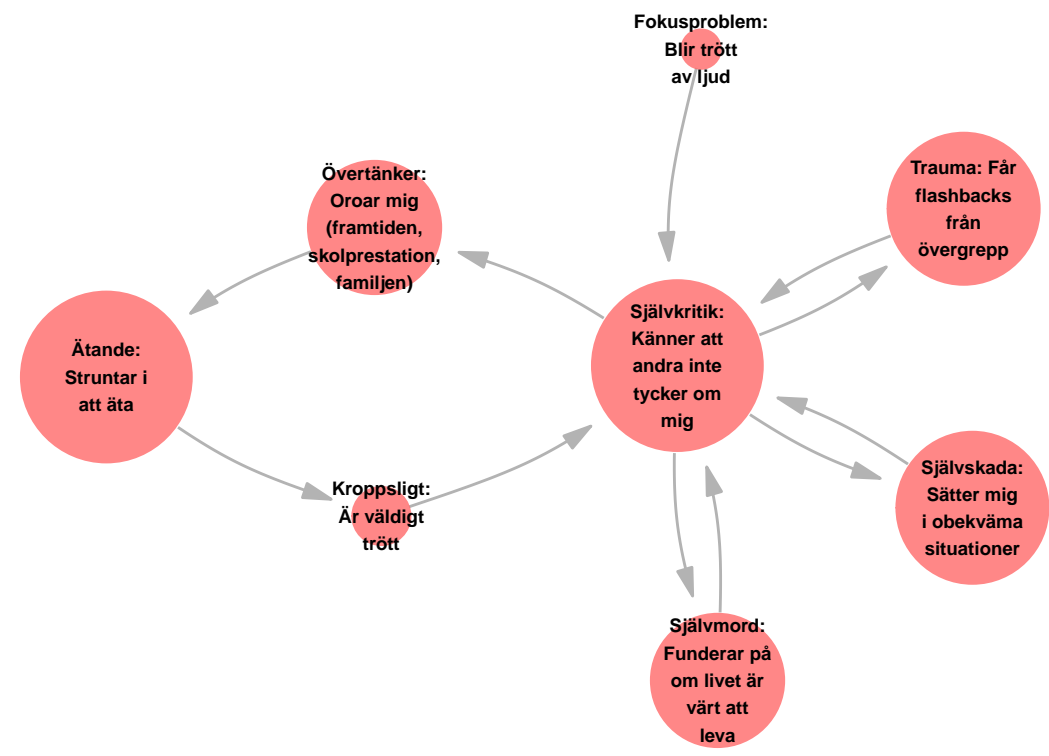 Fokusproblem:
Blir trött
av ljud
Trauma: Får
flashbacks
från
övergrepp
Övertänker:
Oroar mig
(framtiden,
skolprestation,
familjen)
Självkritik:
Känner att
andra inte
tycker om
mig
Ätande:
Struntar i
att äta
Självskada:
Sätter mig
i obekväma
situationer
Kroppsligt:
Är väldigt
trött
Självmord:
Funderar på
om livet är
värt att
leva